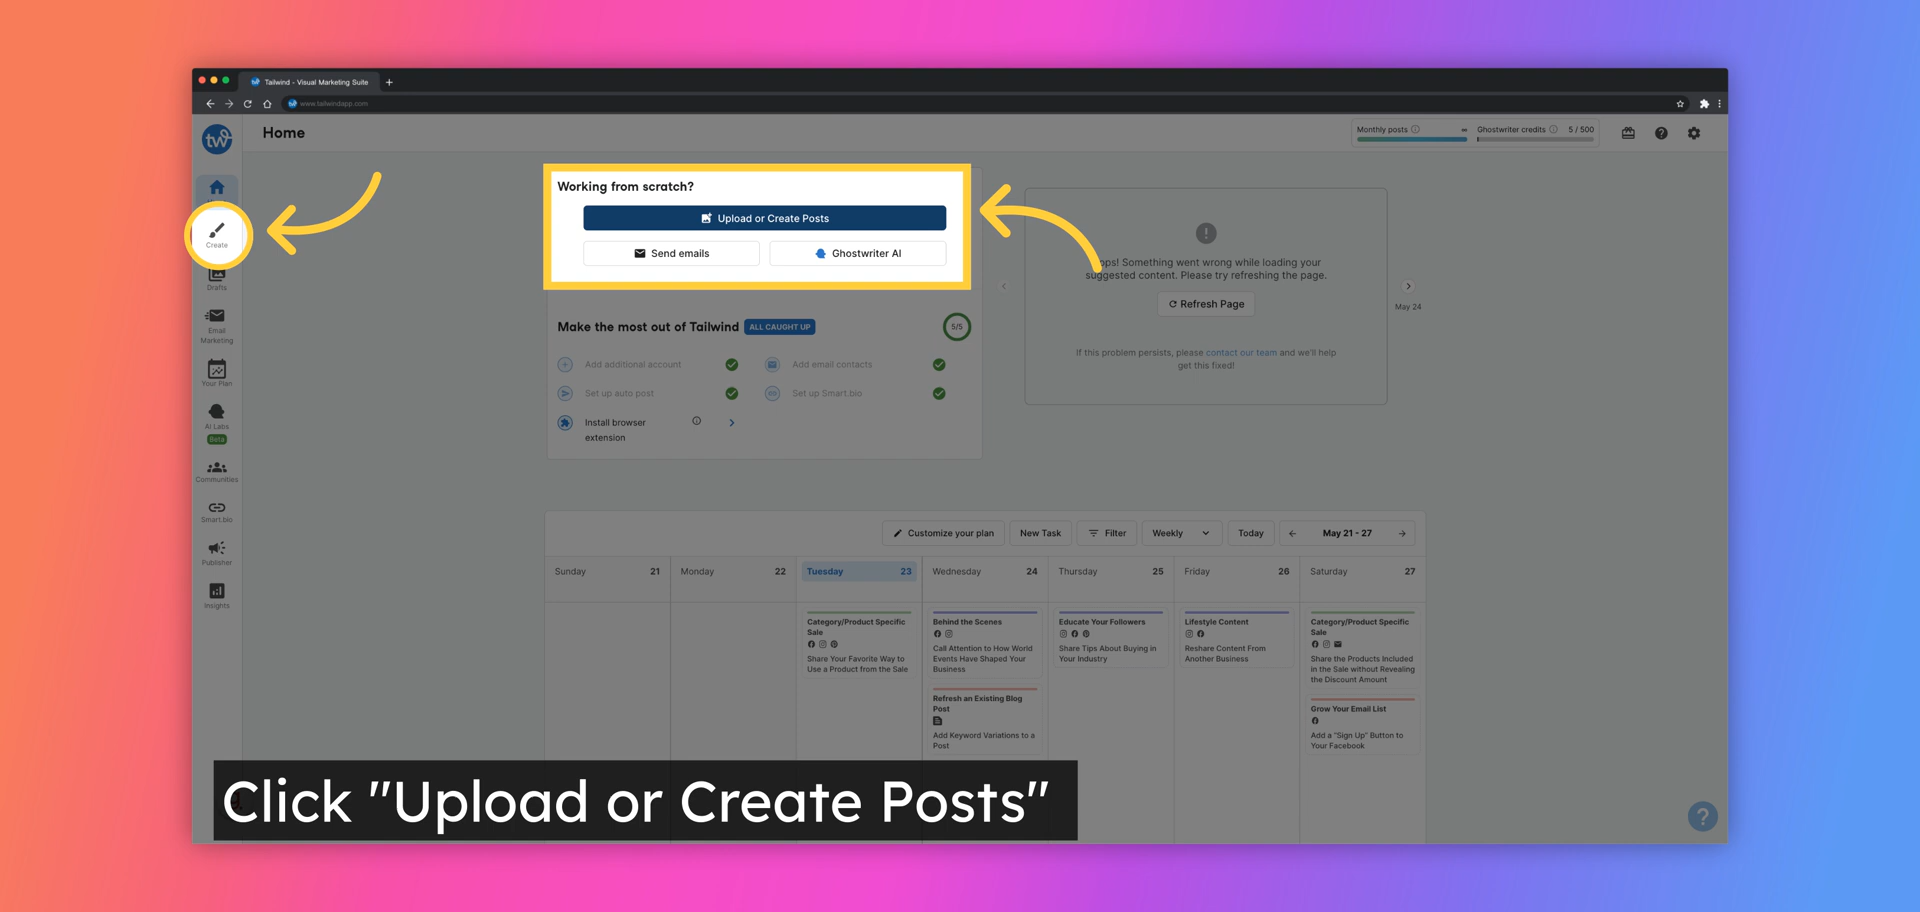 Tailwind - Visual Marketing Suite
www.tailwindapp.com
tw
Home
Monthly posts
∞
Ghostwriter credits
5 / 500
Create
Drafts
Email
Marketing
Your Plan
AI Labs
Beta
Communities
Smart.bio
Publisher
Insights
Working from scratch?
Upload or Create Posts
Send emails
Ghostwriter AI
Make the most out of Tailwind
ALL CAUGHT UP
5/5
Add additional account
Add email contacts
Set up auto post
Set up Smart.bio
Install browser
extension
ops! Something went wrong while loading your
suggested content. Please try refreshing the page.
Refresh Page
If this problem persists, please contact our team and we'll help
get this fixed!
May 24
Customize your plan
New Task
Filter
Weekly
Today
May 21 - 27
Sunday 21
Monday 22
Tuesday 23
Wednesday 24
Thursday 25
Friday 26
Saturday 27
Category/Product Specific
Sale
Share Your Favorite Way to
Use a Product from the Sale
Behind the Scenes
Call Attention to How World
Events Have Shaped Your
Business
Refresh an Existing Blog
Post
Add Keyword Variations to a
Post
Educate Your Followers
Share Tips About Buying in
Your Industry
Lifestyle Content
Reshare Content From
Another Business
Category/Product Specific
Sale
Share the Products Included
in the Sale without Revealing
the Discount Amount
Grow Your Email List
Add a "Sign Up" Button to
Your Facebook
Click "Upload or Create Posts"